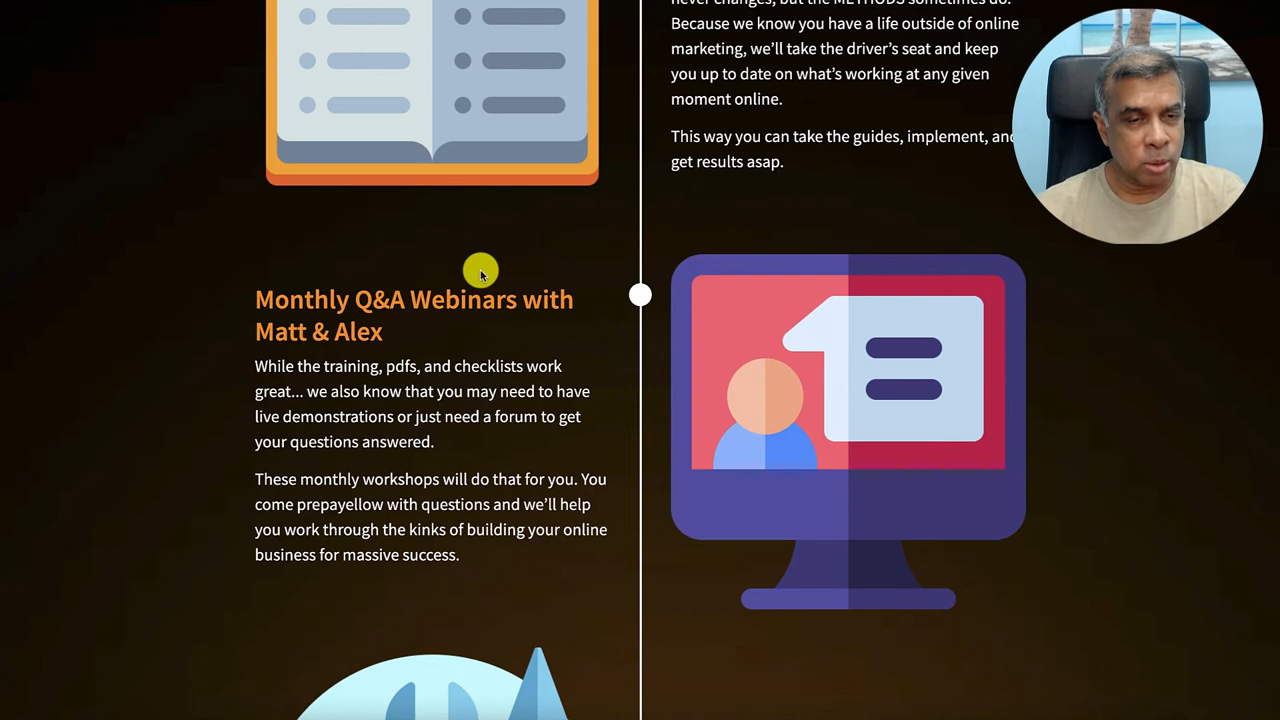 never changes, but the METHODS sometimes do.
Because we know you have a life outside of online
marketing, we'll take the driver's seat and keep
you up to date on what's working at any given
moment online.
This way you can take the guides, implement, and
get results asap.
Monthly Q&A Webinars with
Matt & Alex
While the training, pdfs, and checklists work
great... we also know that you may need to have
live demonstrations or just need a forum to get
your questions answered.
These monthly workshops will do that for you. You
come prepayellow with questions and we'll help
you work through the kinks of building your online
business for massive success.